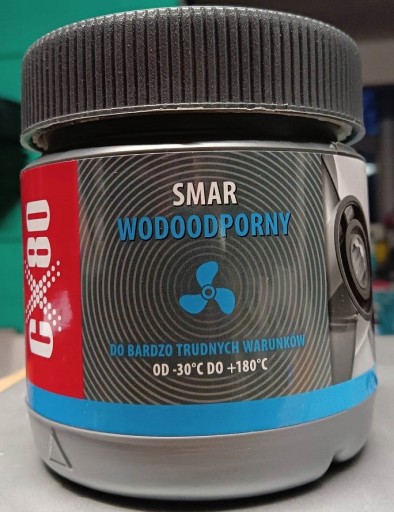 CX80
SMAR
WODOODPORNY
DO BARDZO TRUDNYCH WARUNKÓW
OD -30°C DO +180°C